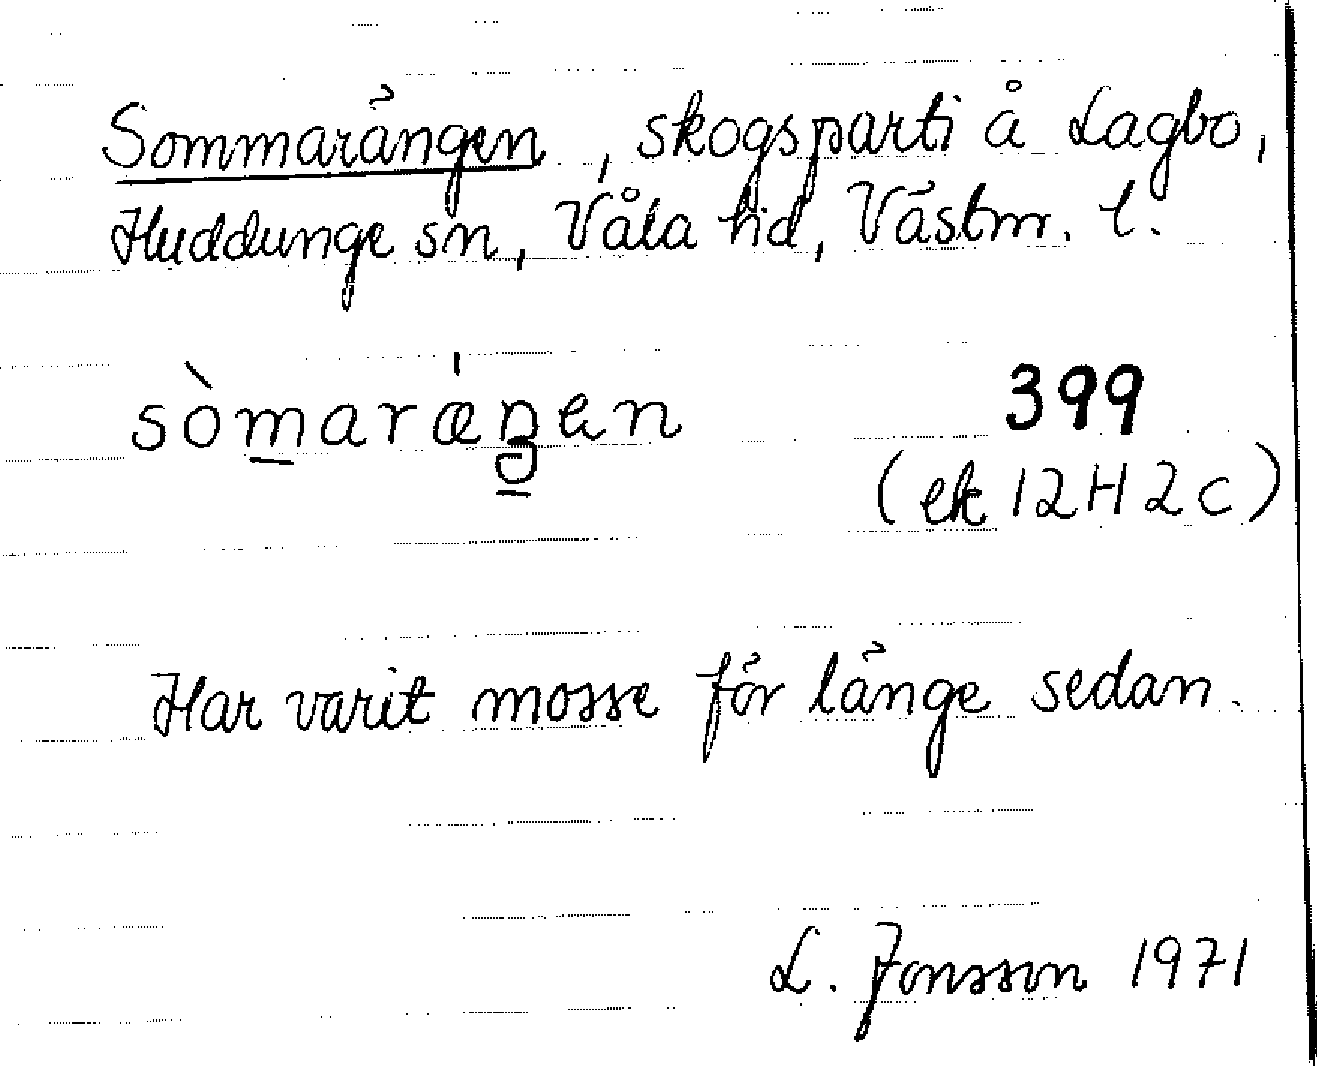 Sommarängen, skogsparti å Lagbo,
Huddunge sn, Våla hd, Västm. l.
sòmaræŋen 399
(ek 12H2c)
Har varit mosse för länge sedan.
L. Jonsson 1971